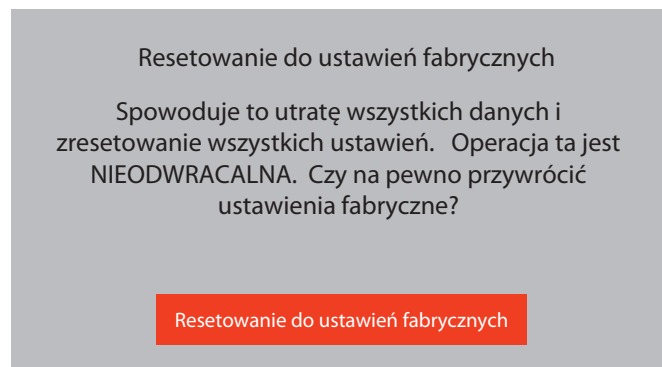 Resetowanie do ustawień fabrycznych
Spowoduje to utratę wszystkich danych i
zresetowanie wszystkich ustawień. Operacja ta jest
NIEODWRACALNA. Czy na pewno przywrócić
ustawienia fabryczne?
Resetowanie do ustawień fabrycznych